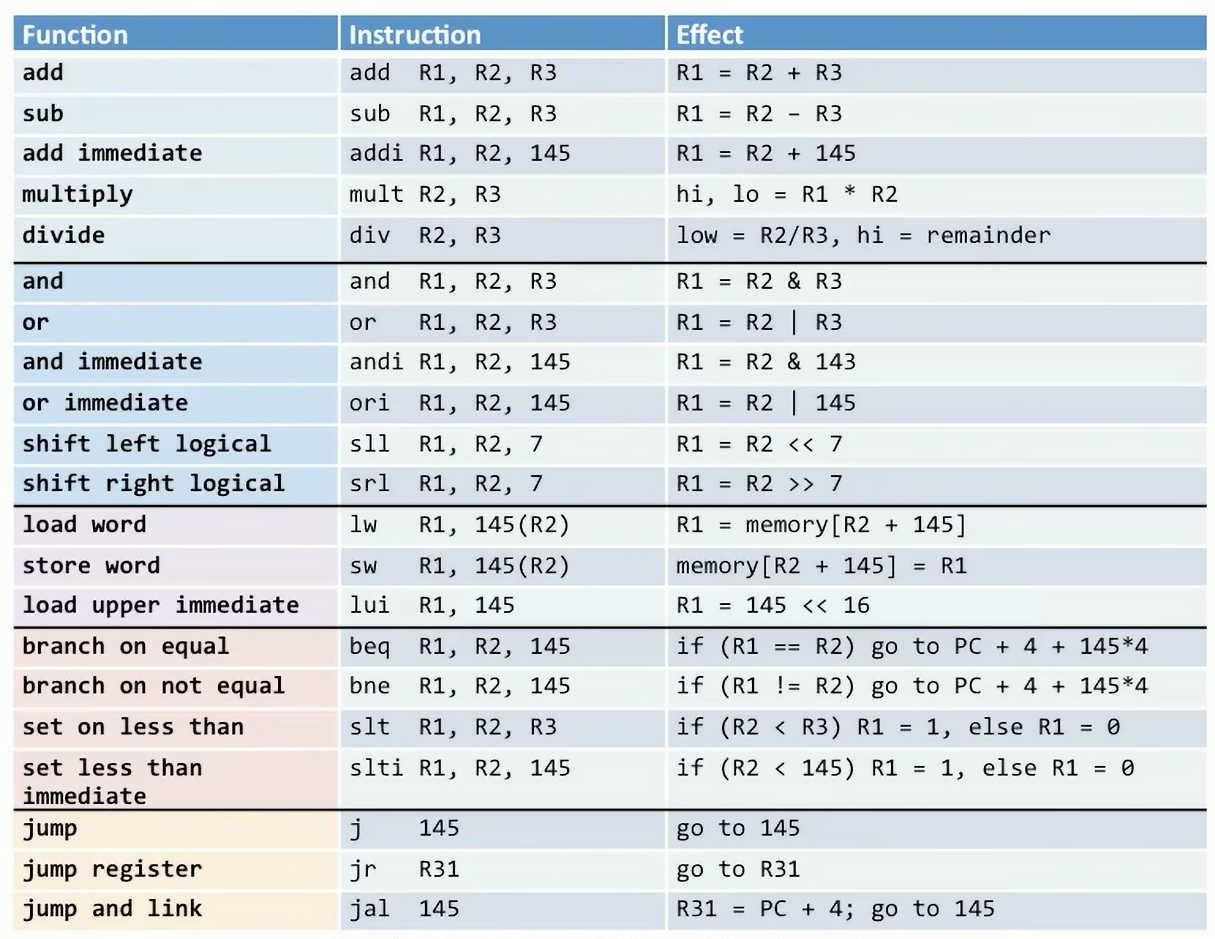 Function Instruction Effect
add add R1, R2, R3 R1 = R2 + R3
sub sub R1, R2, R3 R1 = R2 – R3
add immediate addi R1, R2, 145 R1 = R2 + 145
multiply mult R2, R3 hi, lo = R1 * R2
divide div R2, R3 low = R2/R3, hi = remainder
and and R1, R2, R3 R1 = R2 & R3
or or R1, R2, R3 R1 = R2 | R3
and immediate andi R1, R2, 145 R1 = R2 & 143
or immediate ori R1, R2, 145 R1 = R2 | 145
shift left logical sll R1, R2, 7 R1 = R2 << 7
shift right logical srl R1, R2, 7 R1 = R2 >> 7
load word lw R1, 145(R2) R1 = memory[R2 + 145]
store word sw R1, 145(R2) memory[R2 + 145] = R1
load upper immediate lui R1, 145 R1 = 145 << 16
branch on equal beq R1, R2, 145 if (R1 == R2) go to PC + 4 + 145*4
branch on not equal bne R1, R2, 145 if (R1 != R2) go to PC + 4 + 145*4
set on less than slt R1, R2, R3 if (R2 < R3) R1 = 1, else R1 = 0
set less than slti R1, R2, 145 if (R2 < 145) R1 = 1, else R1 = 0
immediate
jump j 145 go to 145
jump register jr R31 go to R31
jump and link jal 145 R31 = PC + 4; go to 145